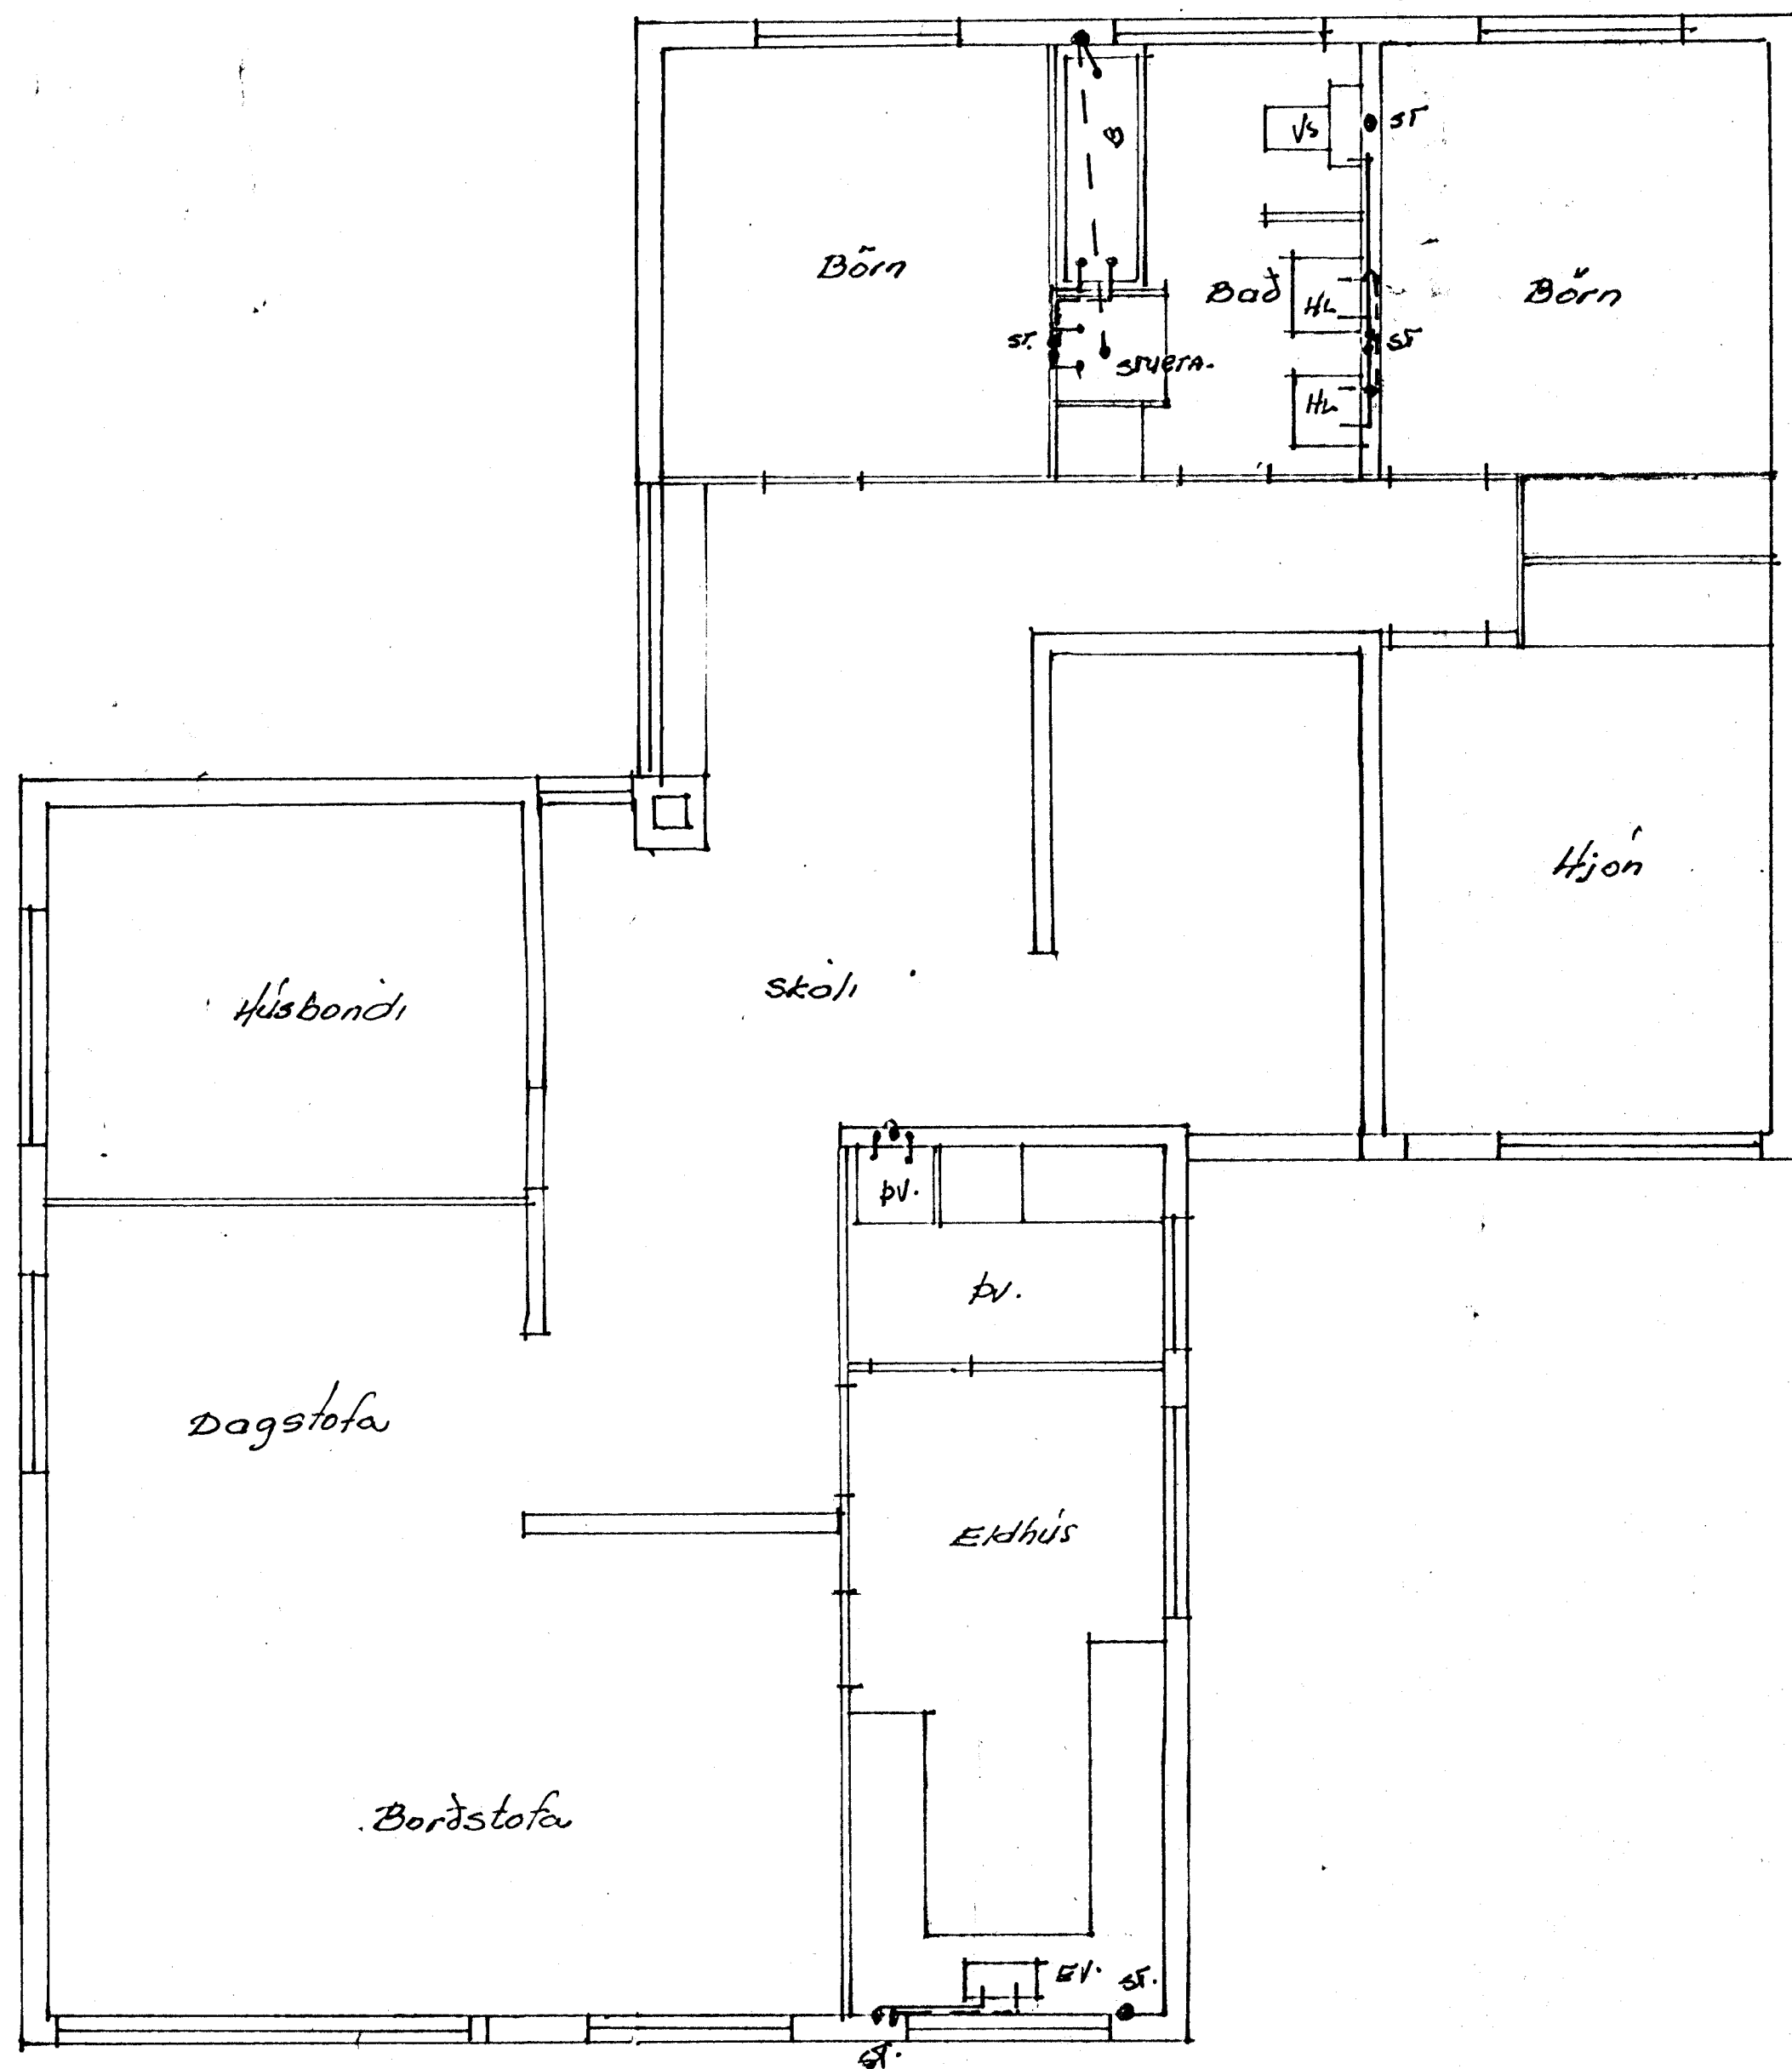 B
Vs
ST
Börn
Bað
HL
Börn
ST.
STURTA.
ST
HL
Hjón
Húsbóndi
Skáli
þv.
þv.
Dagstofa
Eldhús
Borðstofa
EV.
ST.
ST.